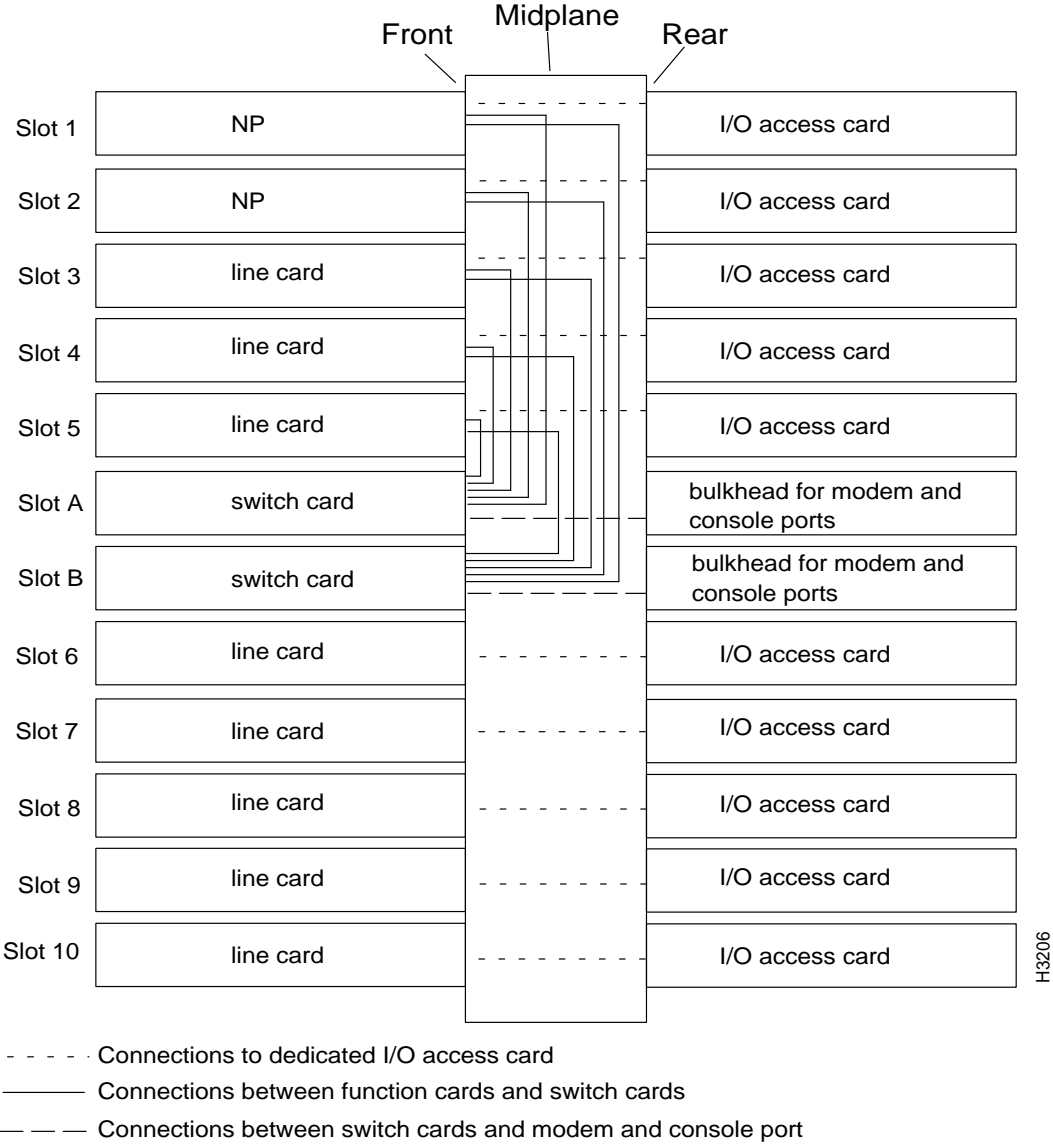 Midplane
Front
Rear
Slot 1
NP
I/O access card
Slot 2
NP
I/O access card
Slot 3
line card
I/O access card
Slot 4
line card
I/O access card
Slot 5
line card
I/O access card
Slot A
switch card
bulkhead for modem and
console ports
Slot B
switch card
bulkhead for modem and
console ports
Slot 6
line card
I/O access card
Slot 7
line card
I/O access card
Slot 8
line card
I/O access card
Slot 9
line card
I/O access card
Slot 10
line card
I/O access card
H3206
Connections to dedicated I/O access card
Connections between function cards and switch cards
Connections between switch cards and modem and console port